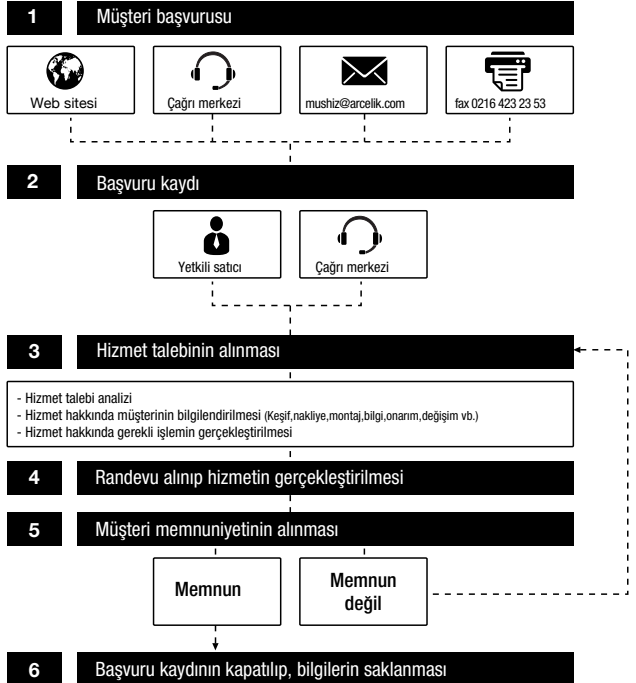 1 Müşteri başvurusu
Web sitesi
Çağrı merkezi
mushiz@arcelik.com
fax 0216 423 23 53
2 Başvuru kaydı
Yetkili satıcı
Çağrı merkezi
3 Hizmet talebinin alınması
- Hizmet talebi analizi
- Hizmet hakkında müşterinin bilgilendirilmesi (Keşif,nakliye,montaj,bilgi,onarım,değişim vb.)
- Hizmet hakkında gerekli işlemin gerçekleştirilmesi
4 Randevu alınıp hizmetin gerçekleştirilmesi
5 Müşteri memnuniyetinin alınması
Memnun
Memnun
değil
6 Başvuru kaydının kapatılıp, bilgilerin saklanması